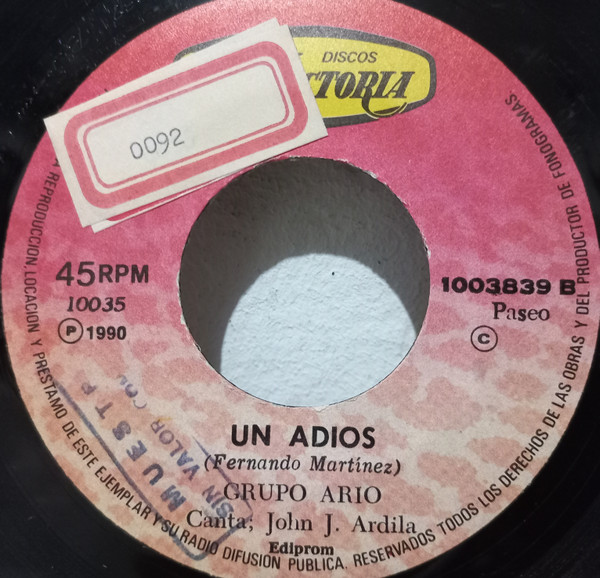 DISCOS
0092
45RPM
10035
Ⓟ 1990
1003839 B
Paseo
©
UN ADIOS
(Fernando Martínez)
GRUPO ARIO
Canta; John J. Ardila
Ediprom
REPRODUCCION, LOCACION Y PRESTAMO DE ESTE EJEMPLAR Y SU RADIO DIFUSION PUBLICA. RESERVADOS TODOS LOS DERECHOS DE LAS OBRAS Y DEL PRODUCTOR DE FONOGRAMAS.
SIN VALOR